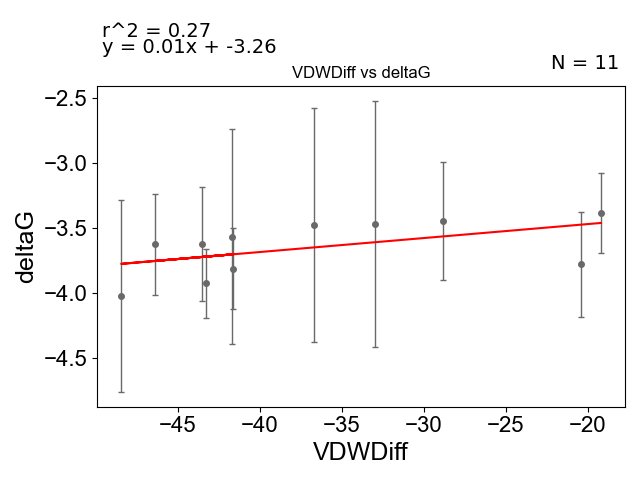 r^2 = 0.27
y = 0.01x + -3.26
N = 11
VDWDiff vs deltaG
−2.5
−3.0
−3.5
−4.0
−4.5
deltaG
−45
−40
−35
−30
−25
−20
VDWDiff